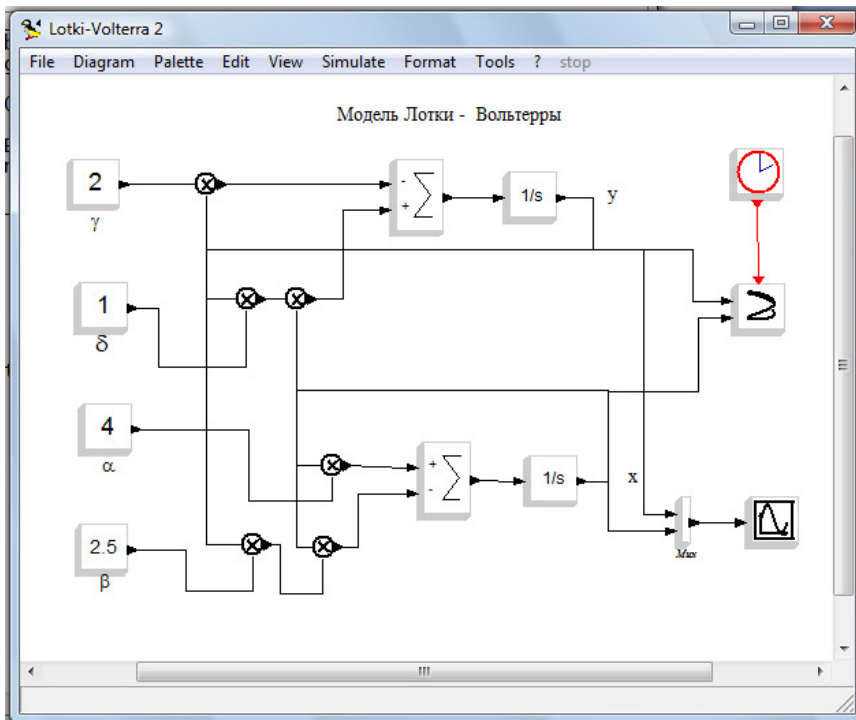 Lotki-Volterra 2
File Diagram Palette Edit View Simulate Format Tools ? stop
Модель Лотки - Вольтерры
2
γ
-
+
Σ
1/s
y
1
δ
4
α
+
-
Σ
1/s
x
2.5
β
Mux